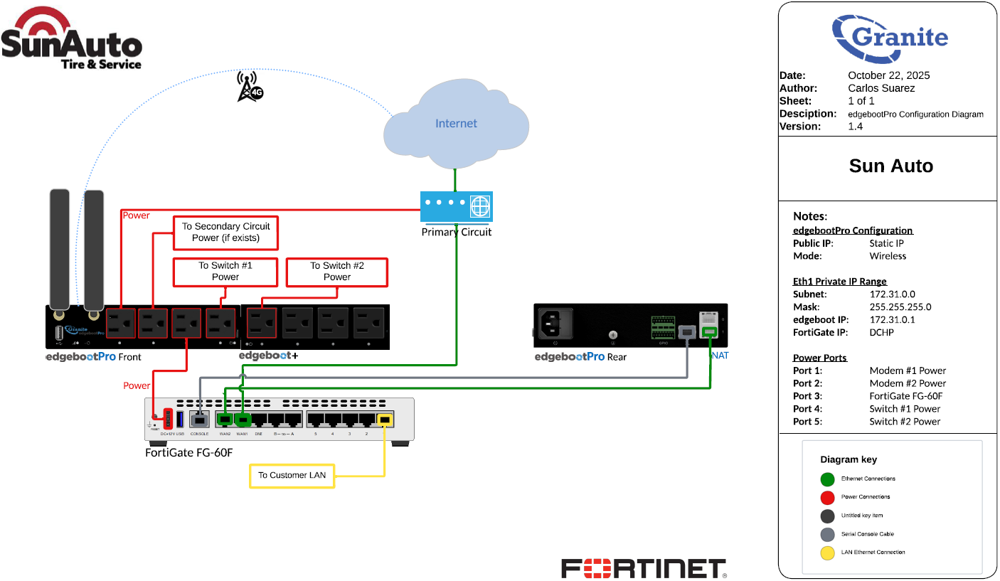 SunAuto
Tire & Service
4G
Internet
Power
To Secondary Circuit
Power (if exists)
Primary Circuit
To Switch #1
Power
To Switch #2
Power
Granite
edgebootPro
edgebootPro Front
edgeboot+
GPIO
0
1
edgebootPro Rear
NAT
Power
RESET
DC+12V USB CONSOLE WAN2 WAN1 DMZ B A 5 4 3 2
FortiGate FG-60F
To Customer LAN
FORTINET®
Granite
Date: October 22, 2025
Author: Carlos Suarez
Sheet: 1 of 1
Desciption: edgebootPro Configuration Diagram
Version: 1.4
Sun Auto
Notes:
edgebootPro Configuration
Public IP: Static IP
Mode: Wireless
Eth1 Private IP Range
Subnet: 172.31.0.0
Mask: 255.255.255.0
edgeboot IP: 172.31.0.1
FortiGate IP: DCHP
Power Ports
Port 1: Modem #1 Power
Port 2: Modem #2 Power
Port 3: FortiGate FG-60F
Port 4: Switch #1 Power
Port 5: Switch #2 Power
Diagram key
Ethernet Connections
Power Connections
Untitled key item
Serial Console Cable
LAN Ethernet Connection